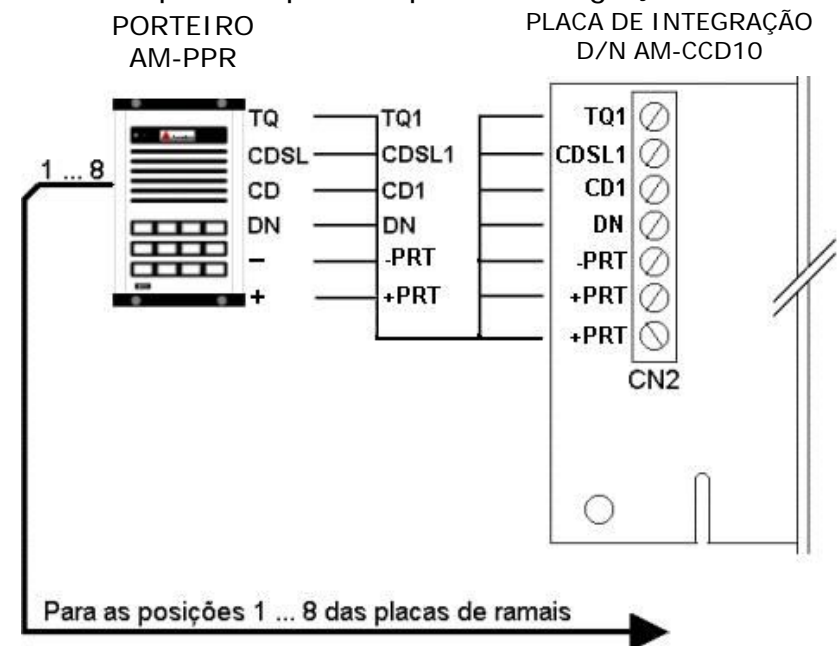 PORTEIRO
AM-PPR
PLACA DE INTEGRAÇÃO
D/N AM-CCD10
1 ... 8
TQ
CDSL
CD
DN
–
+
TQ1
CDSL1
CD1
DN
-PRT
+PRT
TQ1
CDSL1
CD1
DN
-PRT
+PRT
+PRT
CN2
Para as posições 1 ... 8 das placas de ramais